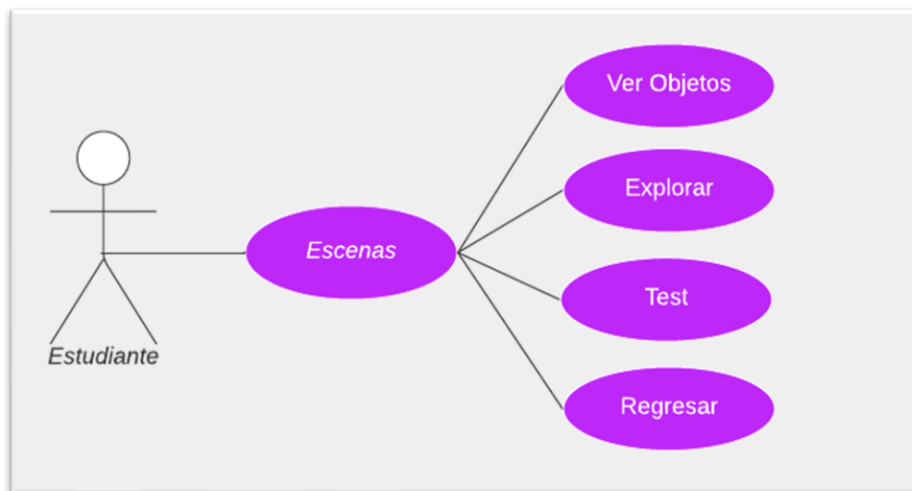 Ver Objetos
Explorar
Escenas
Test
Estudiante
Regresar